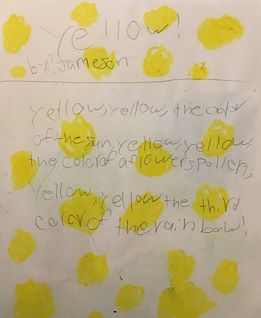 yellow!
by: Jameson
yellow, yellow, the color
of the sun, yellow, yellow,
the color of a flowers pollen,
yellow, yellow the third
color of the rainbow!